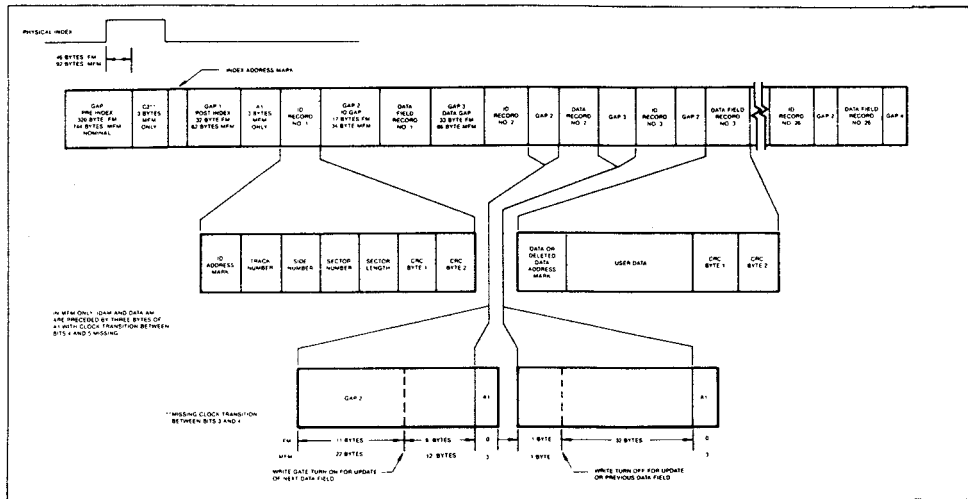 PHYSICAL INDEX
46 BYTES FM
92 BYTES MFM
INDEX ADDRESS MARK
GAP
PRE INDEX
320 BYTE FM
744 BYTES MFM
NOMINAL
C2**
3 BYTES
MFM
ONLY
GAP 1
POST INDEX
32 BYTE FM
62 BYTES MFM
A1
3 BYTES
MFM
ONLY
ID
RECORD
NO. 1
GAP 2
ID GAP
17 BYTES FM
34 BYTE MFM
DATA
FIELD
RECORD
NO. 1
GAP 3
DATA GAP
33 BYTE FM
66 BYTE MFM
ID
RECORD
NO. 2
GAP 2
DATA
FIELD
RECORD
NO. 2
GAP 3
ID
RECORD
NO. 3
GAP 2
DATA FIELD
RECORD
NO. 3
ID
RECORD
NO. 26
GAP 2
DATA FIELD
RECORD
NO. 26
GAP 4
ID
ADDRESS
MARK
TRACK
NUMBER
SIDE
NUMBER
SECTOR
NUMBER
SECTOR
LENGTH
CRC
BYTE 1
CRC
BYTE 2
DATA OR
DELETED
DATA
ADDRESS
MARK
USER DATA
CRC
BYTE 1
CRC
BYTE 2
IN MFM ONLY, IDAM AND DATA AM
ARE PRECEDED BY THREE BYTES OF
A1 WITH CLOCK TRANSITION BETWEEN
BITS 4 AND 5 MISSING
GAP 2
A1
A1
**MISSING CLOCK TRANSITION
BETWEEN BITS 3 AND 4
FM 11 BYTES 6 BYTES 0 1 BYTE 32 BYTES 0
MFM 22 BYTES 12 BYTES 3 1 BYTE 3
WRITE GATE TURN ON FOR UPDATE
OF NEXT DATA FIELD
WRITE TURN OFF FOR UPDATE
OR PREVIOUS DATA FIELD